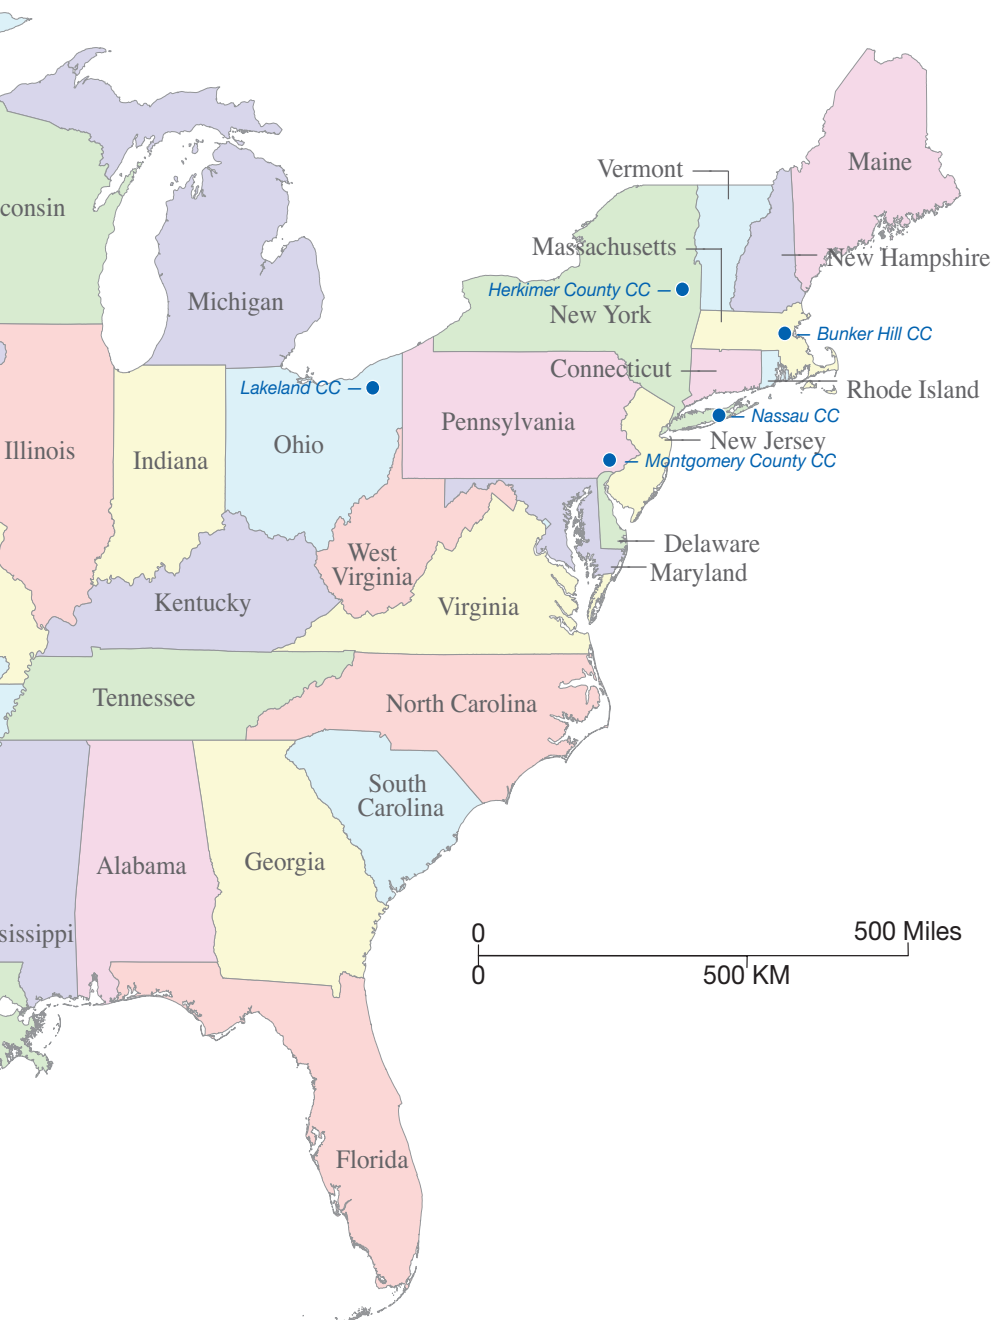 Vermont
Maine
consin
Massachusetts
New Hampshire
Herkimer County CC
Michigan
New York
Bunker Hill CC
Connecticut
Lakeland CC
Rhode Island
Nassau CC
Pennsylvania
New Jersey
Ohio
Illinois
Indiana
Montgomery County CC
Delaware
West
Virginia
Maryland
Kentucky
Virginia
Tennessee
North Carolina
South
Carolina
Alabama
Georgia
sissippi
0
500 Miles
0
500 KM
Florida